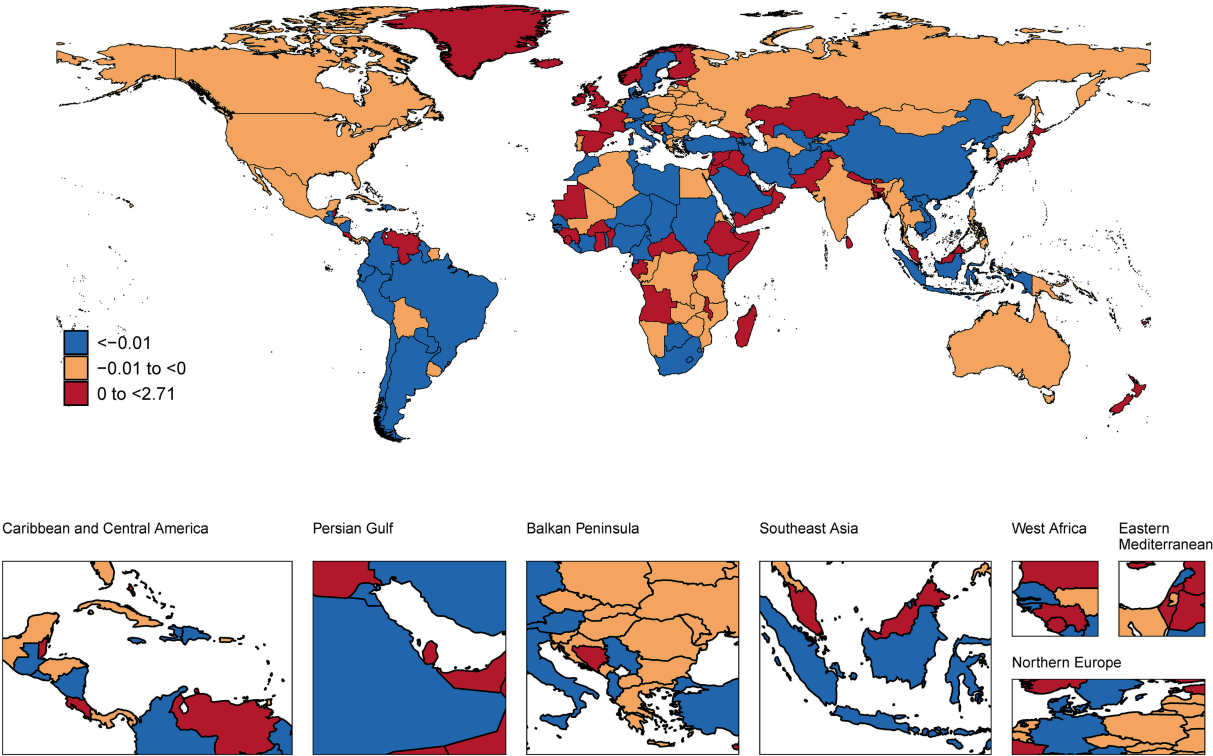 <−0.01
−0.01 to <0
0 to <2.71
Caribbean and Central America
Persian Gulf
Balkan Peninsula
Southeast Asia
West Africa
Eastern
Mediterranean
Northern Europe